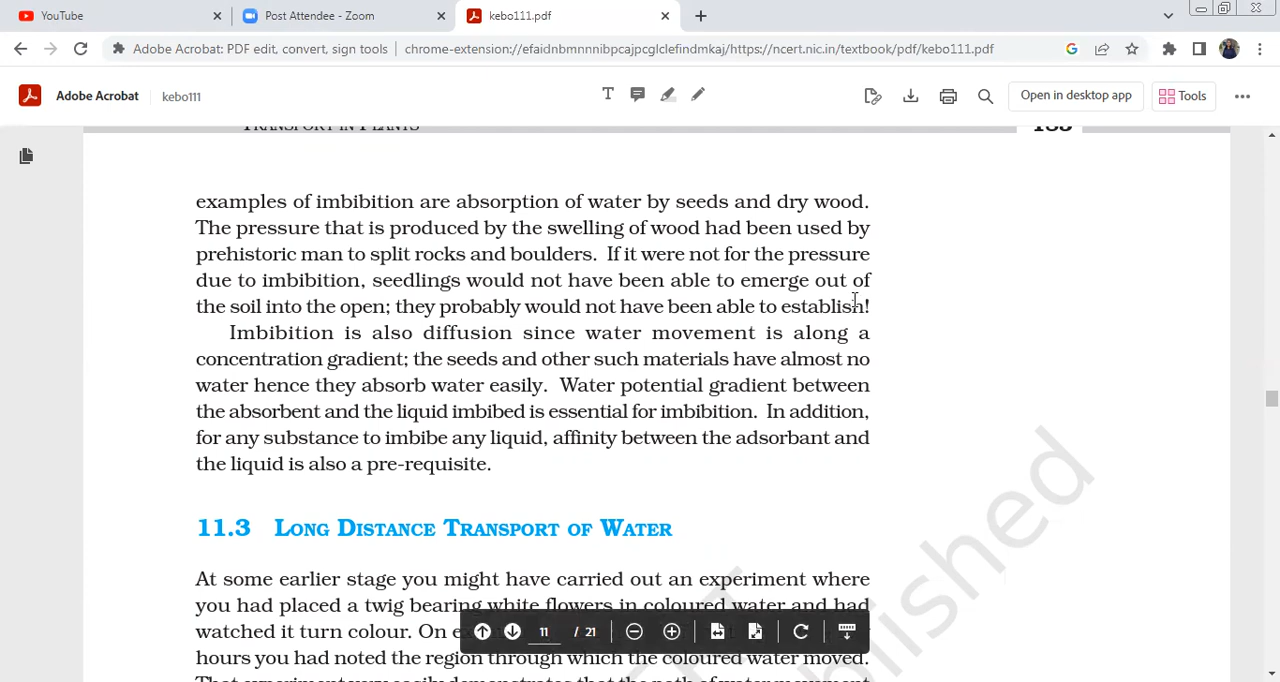 YouTube
Post Attendee - Zoom
kebo111.pdf
Adobe Acrobat: PDF edit, convert, sign tools
chrome-extension://efaidnbmnnnibpcajpcglclefindmkaj/https://ncert.nic.in/textbook/pdf/kebo111.pdf
Adobe Acrobat
kebo111
Open in desktop app
Tools
TRANSPORT IN PLANTS
examples of imbibition are absorption of water by seeds and dry wood.
The pressure that is produced by the swelling of wood had been used by
prehistoric man to split rocks and boulders. If it were not for the pressure
due to imbibition, seedlings would not have been able to emerge out of
the soil into the open; they probably would not have been able to establish!
Imbibition is also diffusion since water movement is along a
concentration gradient; the seeds and other such materials have almost no
water hence they absorb water easily. Water potential gradient between
the absorbent and the liquid imbibed is essential for imbibition. In addition,
for any substance to imbibe any liquid, affinity between the adsorbant and
the liquid is also a pre-requisite.
11.3 LONG DISTANCE TRANSPORT OF WATER
At some earlier stage you might have carried out an experiment where
you had placed a twig bearing white flowers in coloured water and had
watched it turn colour. On
11 / 21
hours you had noted the region through which the coloured water moved.
That experiment very easily demonstrates that the path of water movement